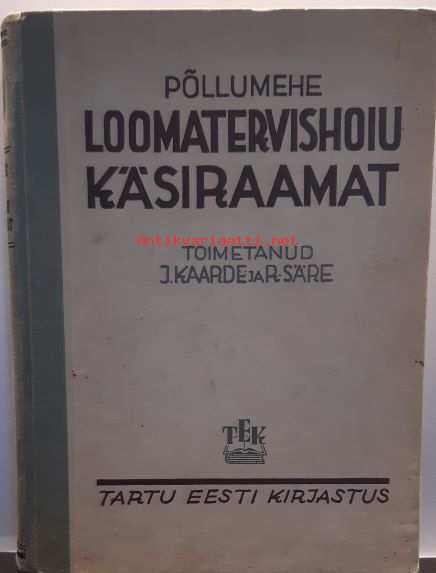 PÕLLUMEHE
LOOMATERVISHOIU
KÄSIRAAMAT
antikvariaatti.net
TOIMETANUD
J. KAARDE JA R. SÄRE
TEK
TARTU EESTI KIRJASTUS